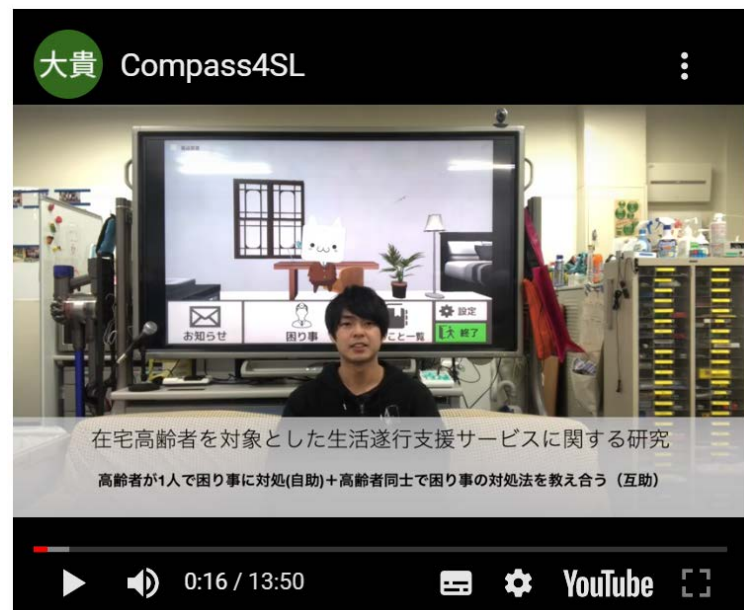 大貴 Compass4SL
お知らせ
困り事
こと一覧
設定
終了
在宅高齢者を対象とした生活遂行支援サービスに関する研究
高齢者が1人で困り事に対処(自助)＋高齢者同士で困り事の対処法を教え合う（互助）
0:16 / 13:50
YouTube